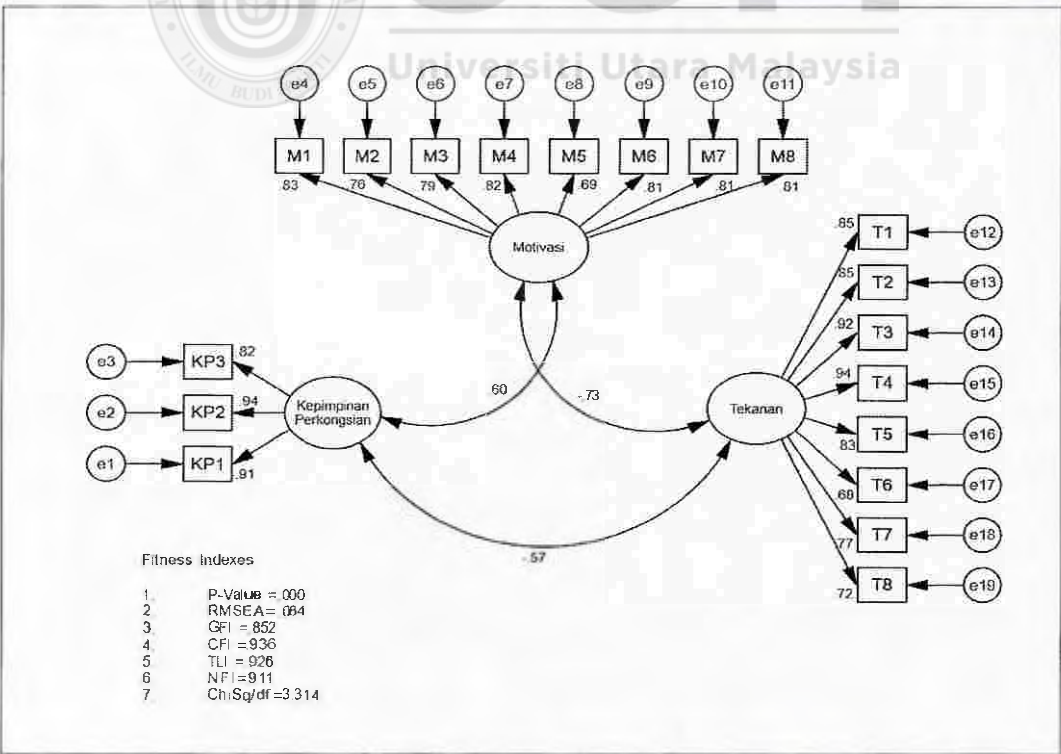 Universiti Utara Malaysia
e4 e5 e6 e7 e8 e9 e10 e11
M1 M2 M3 M4 M5 M6 M7 M8
.83 .76 .79 .82 .69 .81 .81 .81
Motivasi
.85 T1 e12
.85 T2 e13
.92 T3 e14
.94 T4 e15
.83 T5 e16
T6 e17
.77 T7 e18
.72 T8 e19
Tekanan
e3 KP3 .82
e2 KP2 .94
e1 KP1 .91
Kepimpinan
Perkongsian
60
-.73
-.57
Fitness Indexes
1 P-Value = 000
2 RMSEA= 084
3 GFI = 852
4 CFI =936
5 TLI = 926
6 NFI=911
7 ChiSq/df =3.314